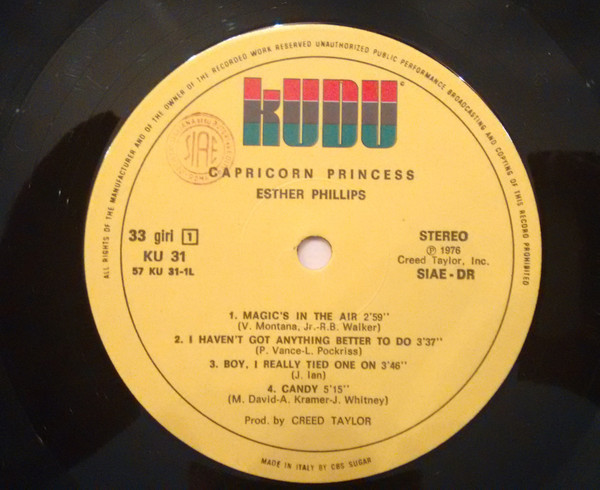 ALL RIGHTS OF THE MANUFACTURER AND OF THE OWNER OF THE RECORDED WORK RESERVED UNAUTHORIZED PUBLIC PERFORMANCE BROADCASTING AND COPYING OF THIS RECORD PROHIBITED
KUDU®
SIAE
CAPRICORN PRINCESS
ESTHER PHILLIPS
33 giri 1
KU 31
57 KU 31-1L
STEREO
℗ 1976
Creed Taylor, Inc.
SIAE - DR
1. MAGIC'S IN THE AIR 2'59''
(V. Montana, Jr.-R.B. Walker)
2. I HAVEN'T GOT ANYTHING BETTER TO DO 3'37''
(P. Vance-L. Pockriss)
3. BOY, I REALLY TIED ONE ON 3'46''
(J. Ian)
4. CANDY 5'15''
(M. David-A. Kramer-J. Whitney)
Prod. by CREED TAYLOR
MADE IN ITALY BY CBS SUGAR